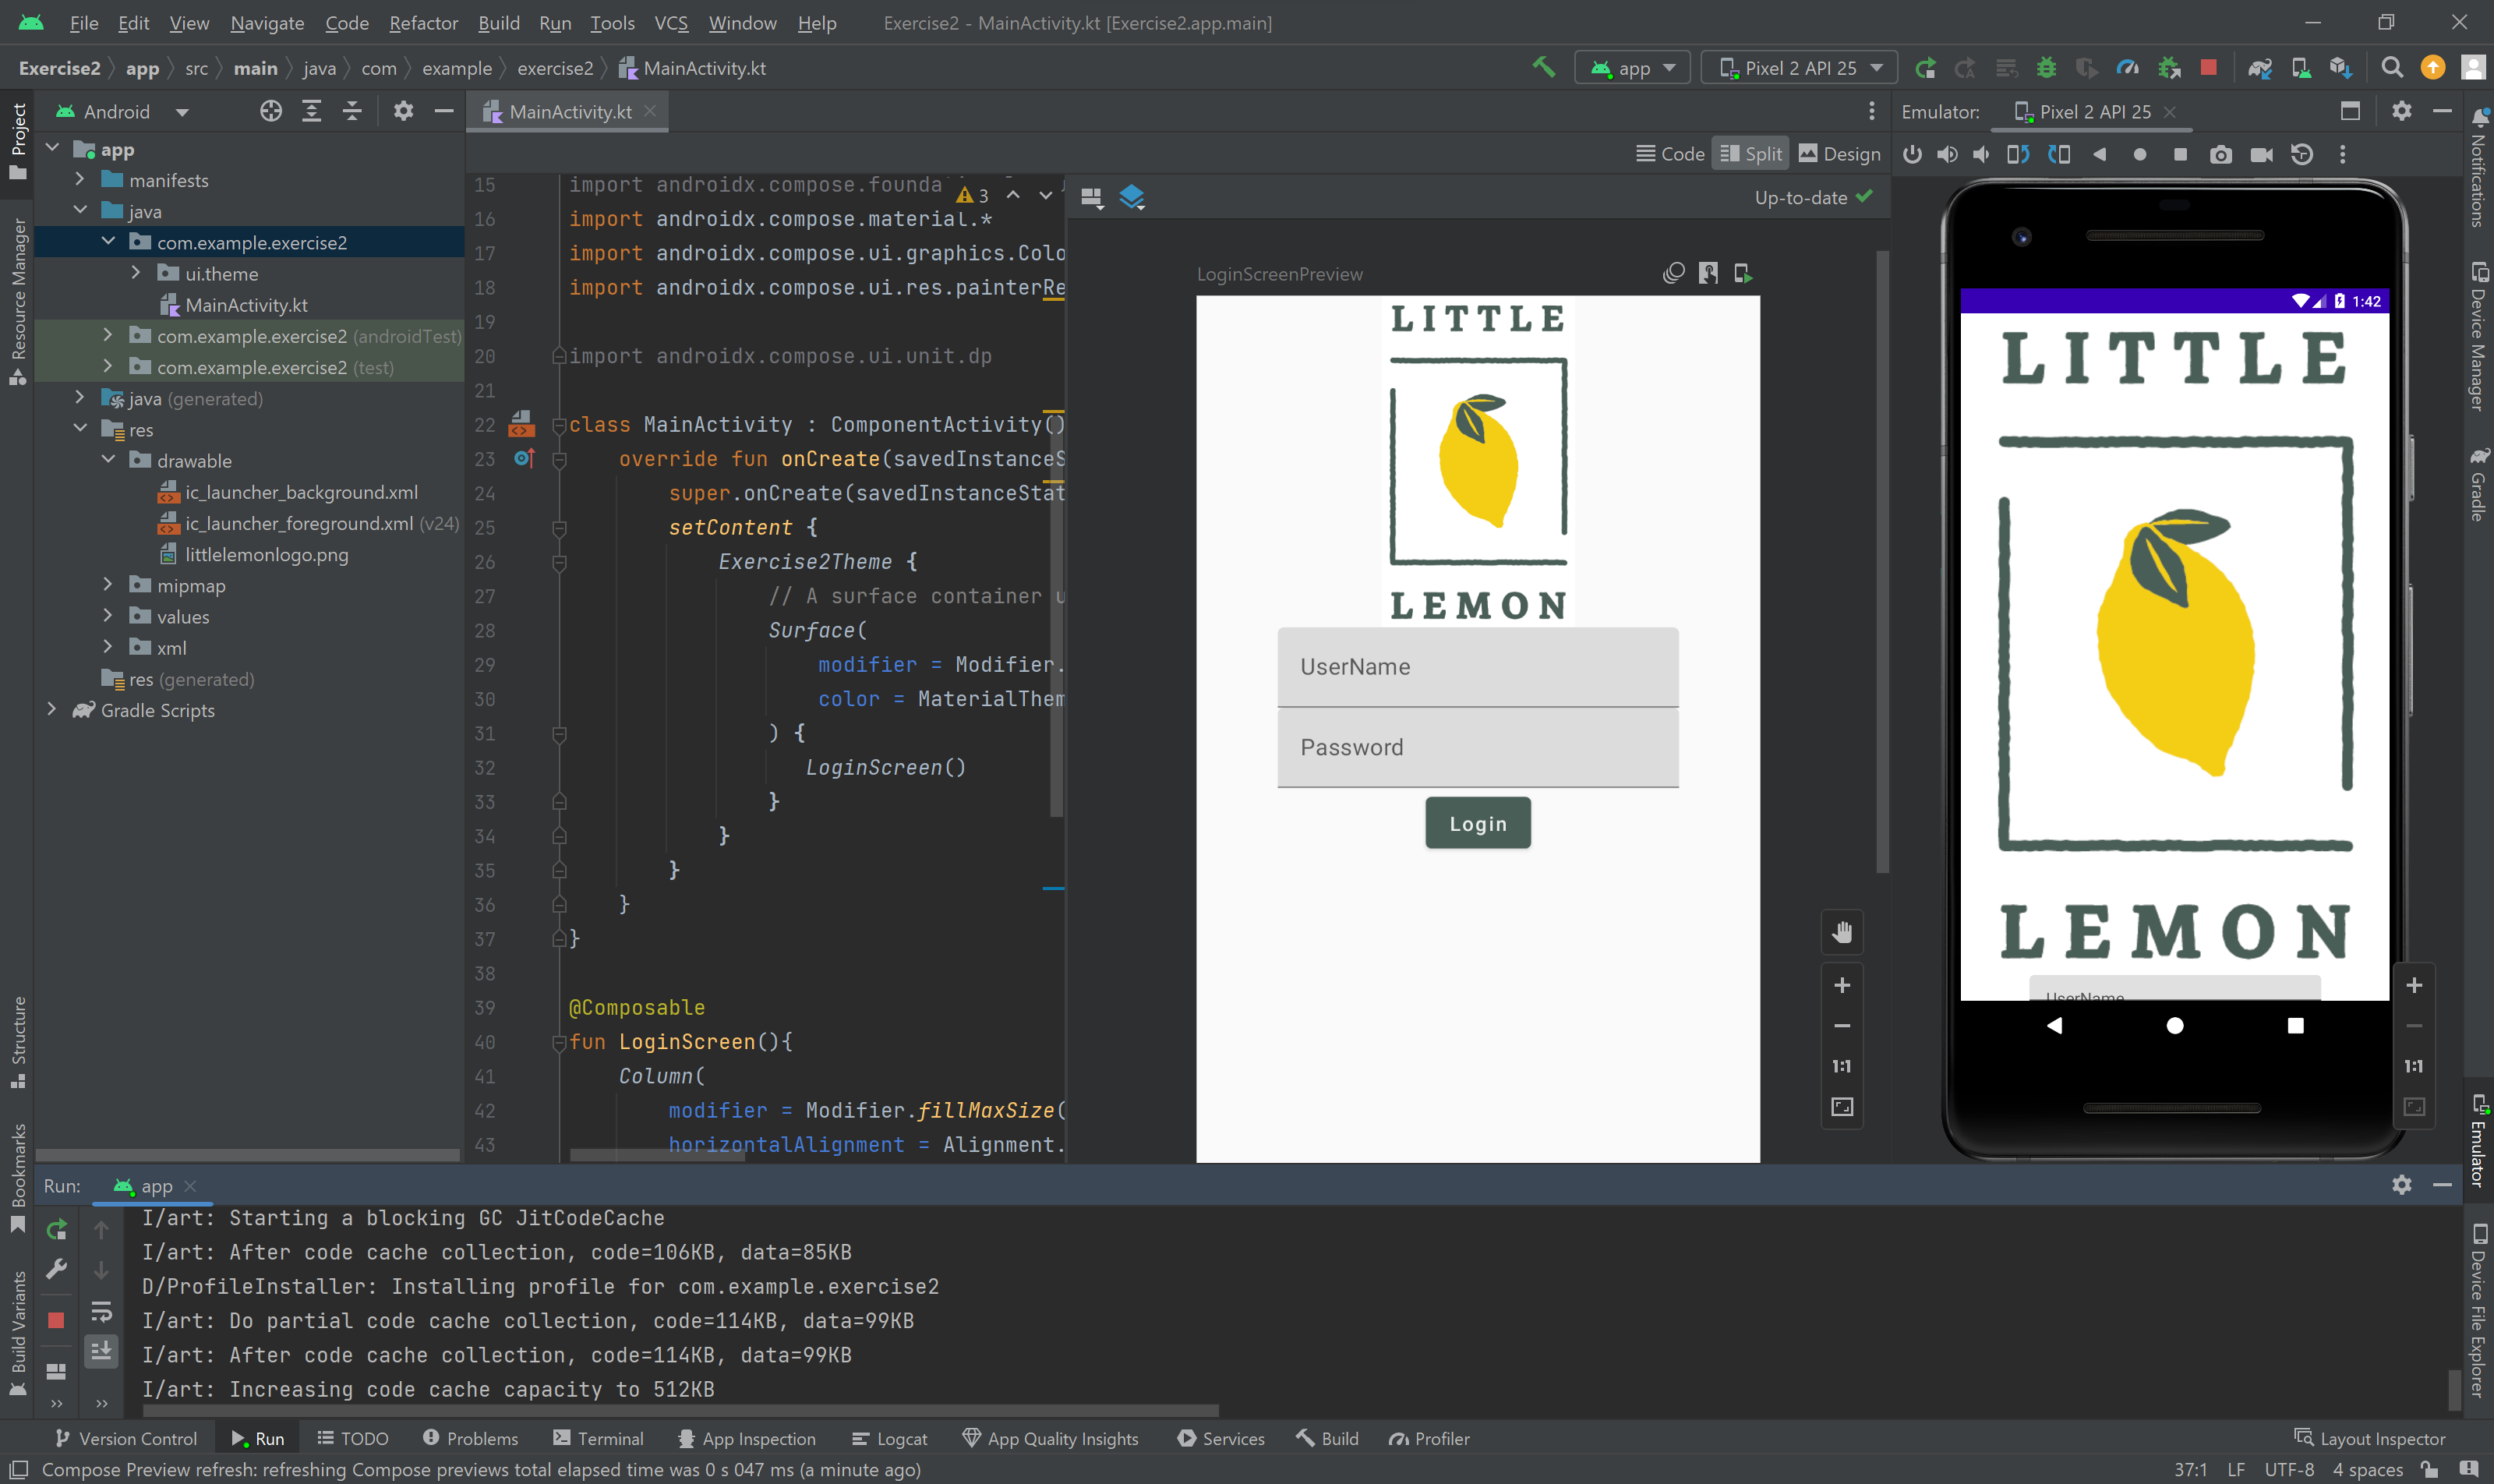 File Edit View Navigate Code Refactor Build Run Tools VCS Window Help Exercise2 - MainActivity.kt [Exercise2.app.main]
Exercise2 app src main java com example exercise2 MainActivity.kt app Pixel 2 API 25
Project
Resource Manager
Structure
Bookmarks
Build Variants
Android
app
manifests
java
com.example.exercise2
ui.theme
MainActivity.kt
com.example.exercise2 (androidTest)
com.example.exercise2 (test)
java (generated)
res
drawable
ic_launcher_background.xml
ic_launcher_foreground.xml (v24)
littlelemonlogo.png
mipmap
values
xml
res (generated)
Gradle Scripts
MainActivity.kt
Code Split Design
3
15 import androidx.compose.founda
16 import androidx.compose.material.*
17 import androidx.compose.ui.graphics.Colo
18 import androidx.compose.ui.res.painterRe
19
20 import androidx.compose.ui.unit.dp
21
22 class MainActivity : ComponentActivity()
23 override fun onCreate(savedInstanceS
24 super.onCreate(savedInstanceStat
25 setContent {
26 Exercise2Theme {
27 // A surface container u
28 Surface(
29 modifier = Modifier.
30 color = MaterialThem
31 ) {
32 LoginScreen()
33 }
34 }
35 }
36 }
37 }
38
39 @Composable
40 fun LoginScreen(){
41 Column(
42 modifier = Modifier.fillMaxSize(
43 horizontalAlignment = Alignment.
Up-to-date
LoginScreenPreview
LITTLE
LEMON
UserName
Password
Login
1:1
Emulator: Pixel 2 API 25
1:42
LITTLE
LEMON
UserName
1:1
Notifications
Device Manager
Gradle
Emulator
Device File Explorer
Run: app
I/art: Starting a blocking GC JitCodeCache
I/art: After code cache collection, code=106KB, data=85KB
D/ProfileInstaller: Installing profile for com.example.exercise2
I/art: Do partial code cache collection, code=114KB, data=99KB
I/art: After code cache collection, code=114KB, data=99KB
I/art: Increasing code cache capacity to 512KB
Version Control Run TODO Problems Terminal App Inspection Logcat App Quality Insights Services Build Profiler Layout Inspector
Compose Preview refresh: refreshing Compose previews total elapsed time was 0 s 047 ms (a minute ago) 37:1 LF UTF-8 4 spaces